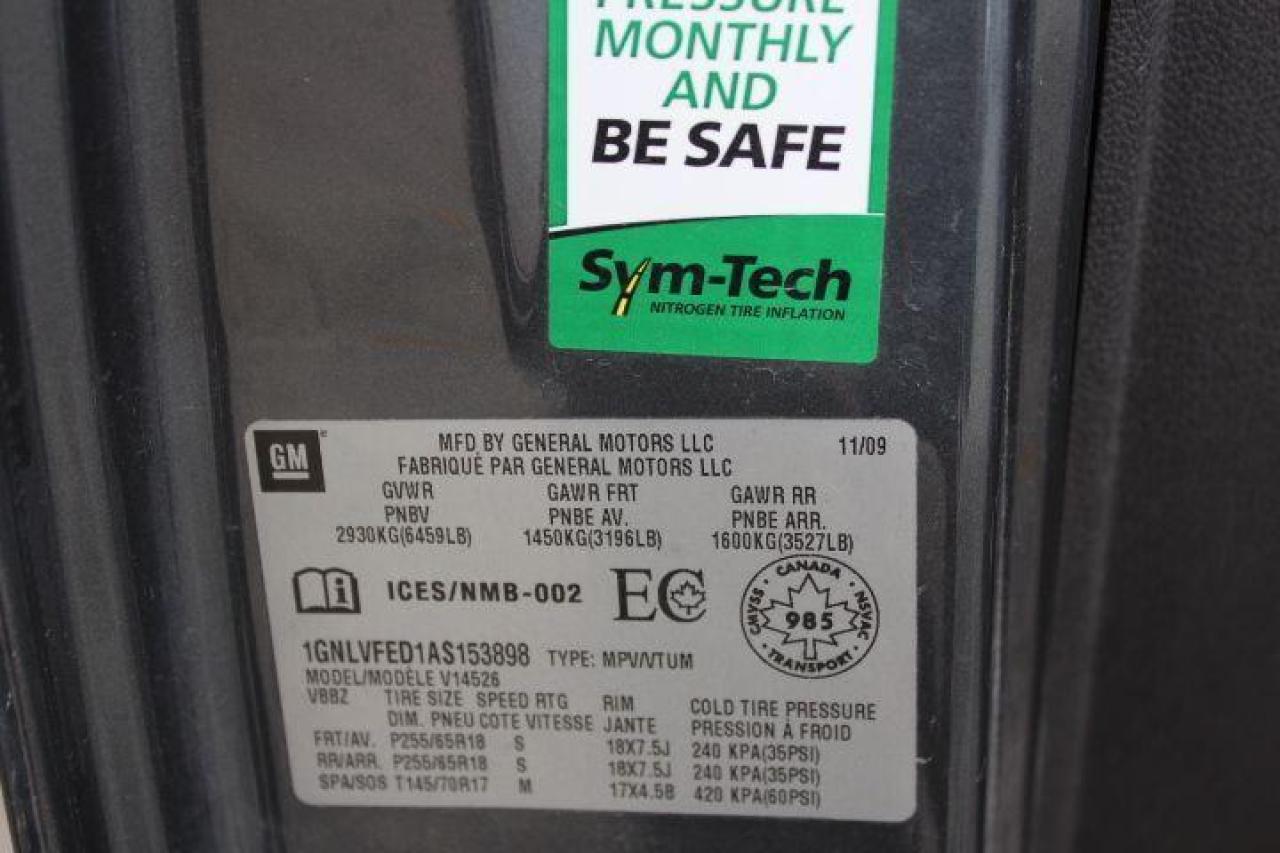 PRESSURE
MONTHLY
AND
BE SAFE
Sym-Tech
NITROGEN TIRE INFLATION
GM
MFD BY GENERAL MOTORS LLC 11/09
FABRIQUÉ PAR GENERAL MOTORS LLC
GVWR GAWR FRT GAWR RR
PNBV PNBE AV. PNBE ARR.
2930KG(6459LB) 1450KG(3196LB) 1600KG(3527LB)
i ICES/NMB-002 EC
CANADA
CMVSS 985 NSVAC
TRANSPORT
1GNLVFED1AS153898 TYPE: MPV/VTUM
MODEL/MODÈLE V14526
VBBZ TIRE SIZE SPEED RTG RIM COLD TIRE PRESSURE
DIM. PNEU COTE VITESSE JANTE PRESSION À FROID
FRT/AV. P255/65R18 S 18X7.5J 240 KPA(35PSI)
RR/ARR. P255/65R18 S 18X7.5J 240 KPA(35PSI)
SPA/SOS T145/70R17 M 17X4.5B 420 KPA(60PSI)